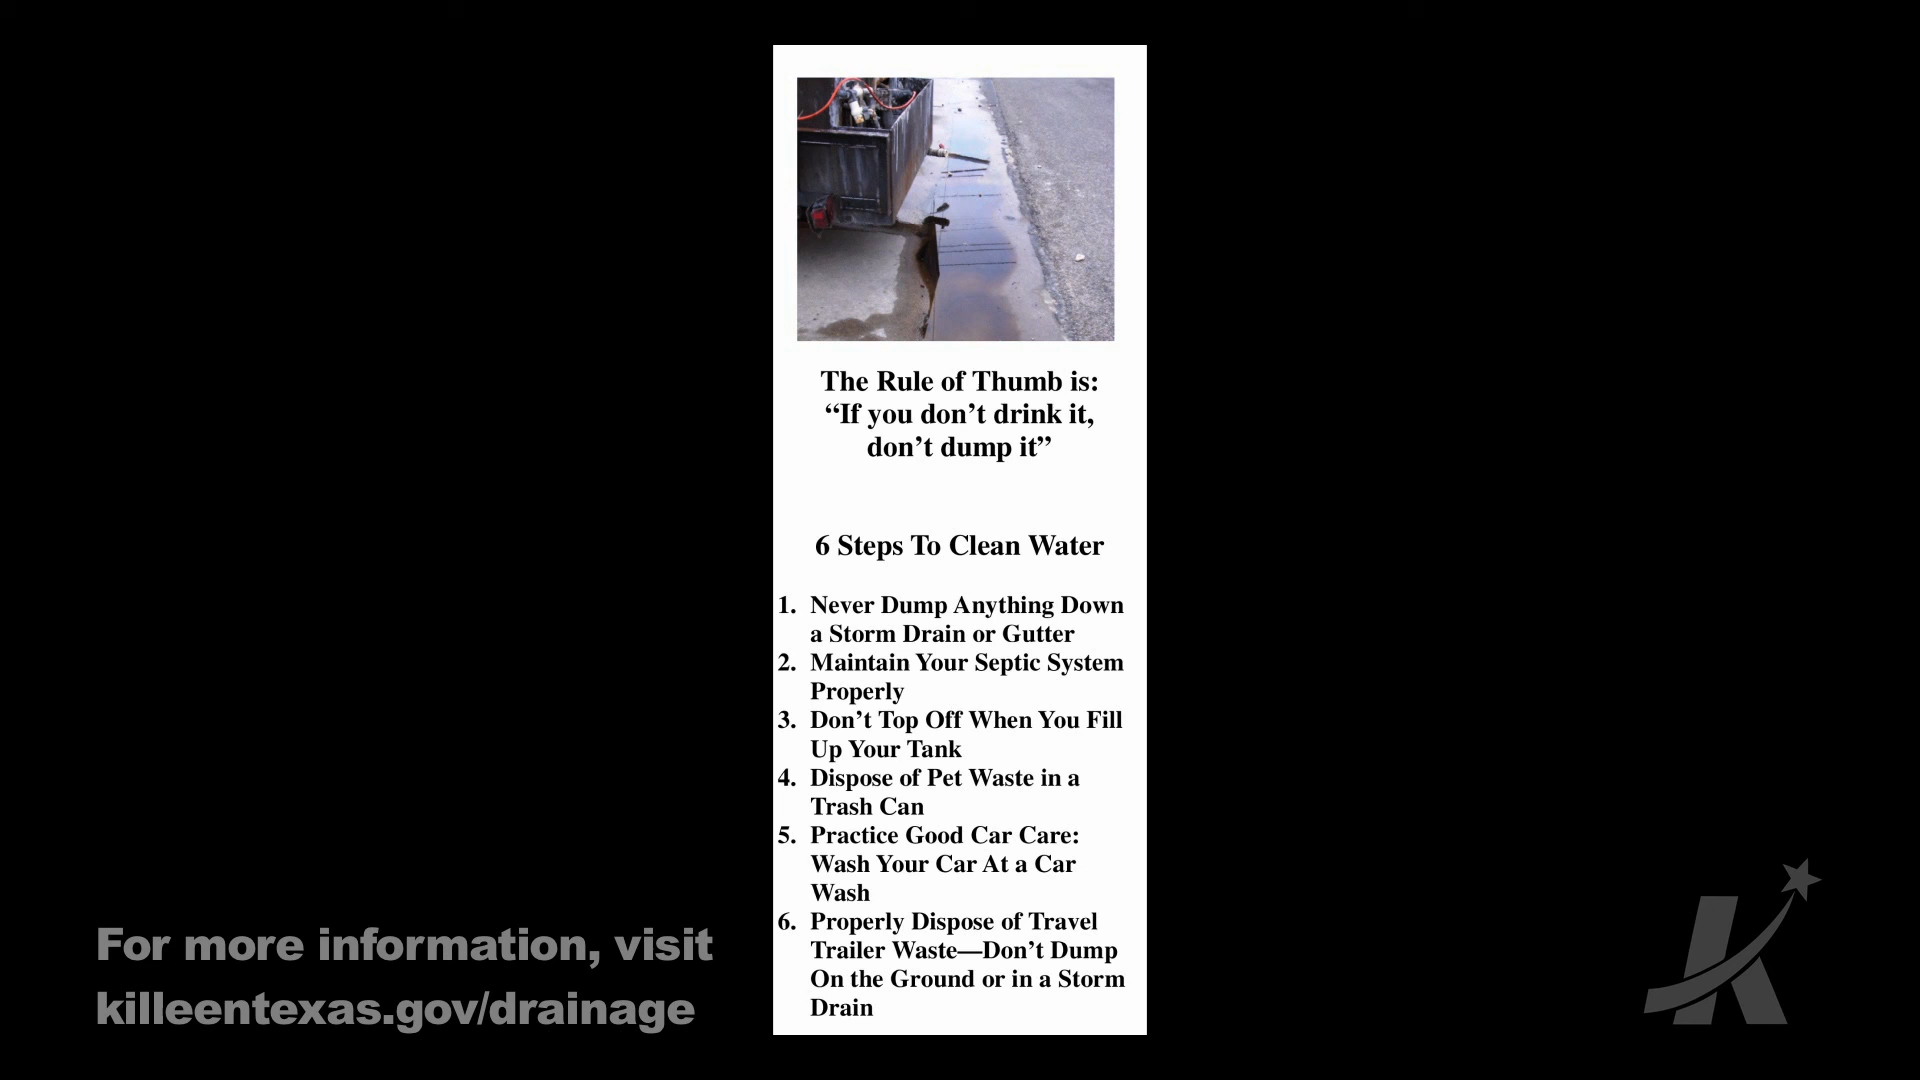 The Rule of Thumb is:
“If you don’t drink it,
don’t dump it”
6 Steps To Clean Water
1. Never Dump Anything Down
a Storm Drain or Gutter
2. Maintain Your Septic System
Properly
3. Don’t Top Off When You Fill
Up Your Tank
4. Dispose of Pet Waste in a
Trash Can
5. Practice Good Car Care:
Wash Your Car At a Car
Wash
6. Properly Dispose of Travel
Trailer Waste—Don’t Dump
On the Ground or in a Storm
Drain
For more information, visit
killeentexas.gov/drainage